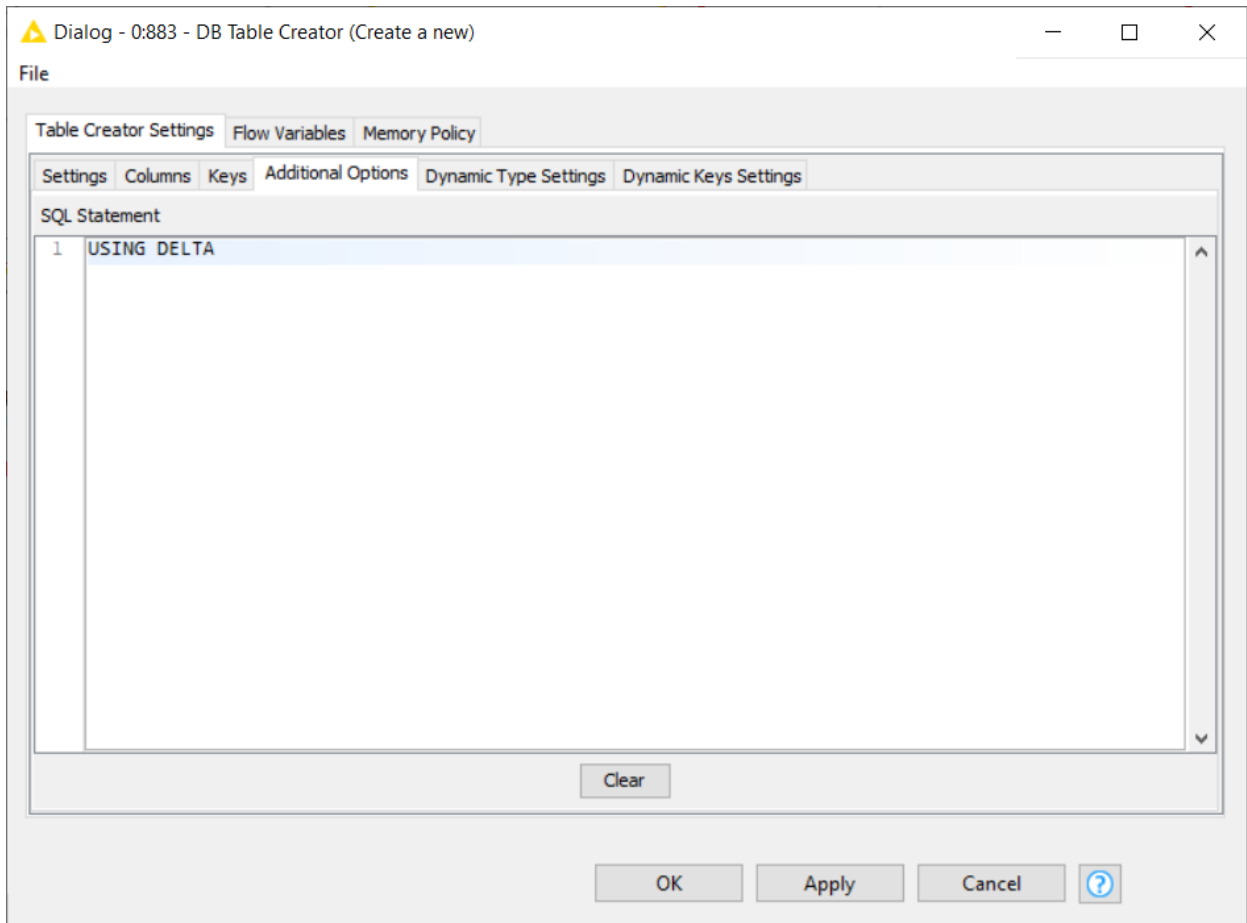 Dialog - 0:883 - DB Table Creator (Create a new)
File
Table Creator Settings Flow Variables Memory Policy
Settings Columns Keys Additional Options Dynamic Type Settings Dynamic Keys Settings
SQL Statement
1 USING DELTA
Clear
OK Apply Cancel ?